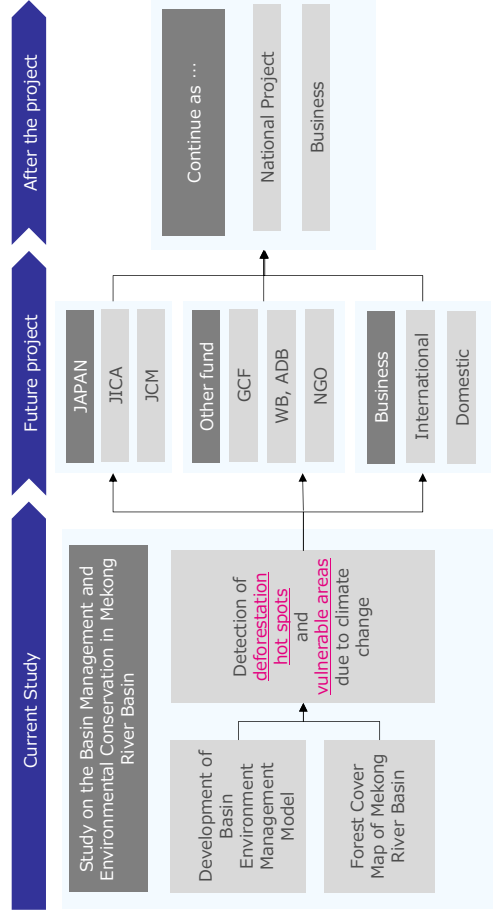 Current Study
Future project
After the project
Study on the Basin Management and
Environmental Conservation in Mekong
River Basin
Development of
Basin
Environment
Management
Model
Forest Cover
Map of Mekong
River Basin
Detection of
deforestation
hot spots
and
vulnerable areas
due to climate
change
JAPAN
JICA
JCM
Other fund
GCF
WB, ADB
NGO
Business
International
Domestic
Continue as ...
National Project
Business